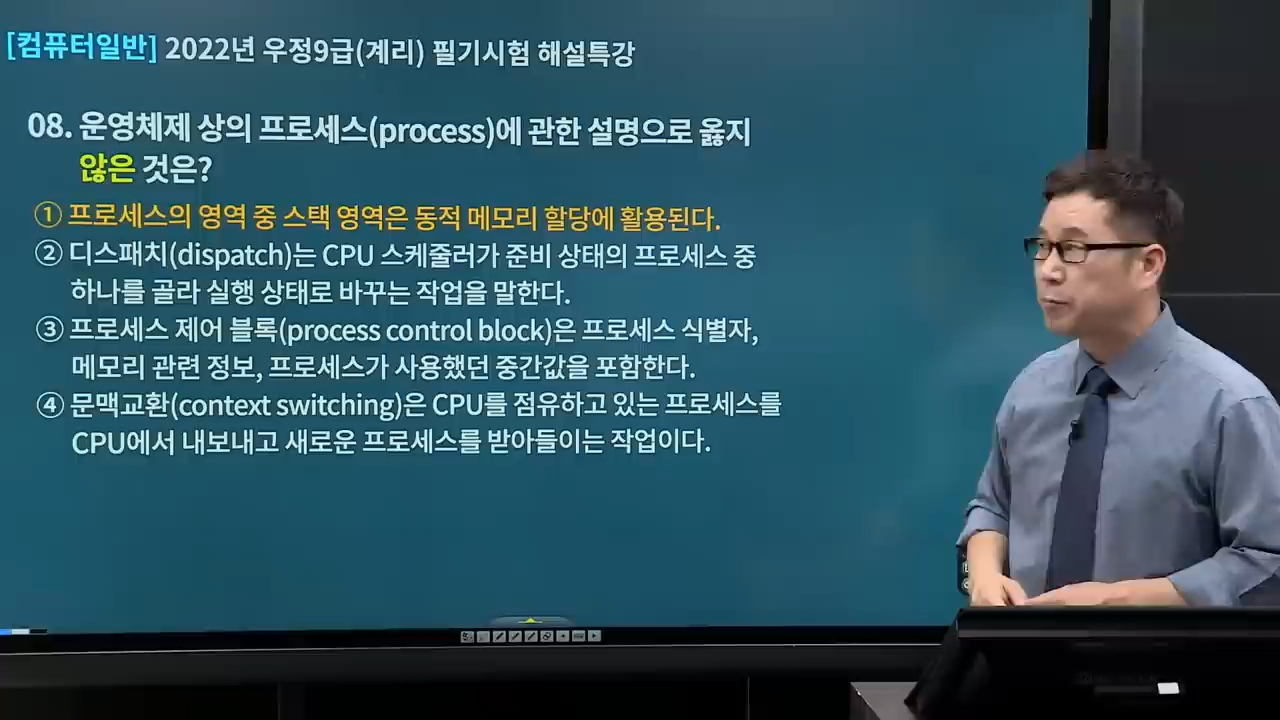 [컴퓨터일반] 2022년 우정9급(계리) 필기시험 해설특강
08. 운영체제 상의 프로세스(process)에 관한 설명으로 옳지
않은 것은?
① 프로세스의 영역 중 스택 영역은 동적 메모리 할당에 활용된다.
② 디스패치(dispatch)는 CPU 스케줄러가 준비 상태의 프로세스 중
하나를 골라 실행 상태로 바꾸는 작업을 말한다.
③ 프로세스 제어 블록(process control block)은 프로세스 식별자,
메모리 관련 정보, 프로세스가 사용했던 중간값을 포함한다.
④ 문맥교환(context switching)은 CPU를 점유하고 있는 프로세스를
CPU에서 내보내고 새로운 프로세스를 받아들이는 작업이다.